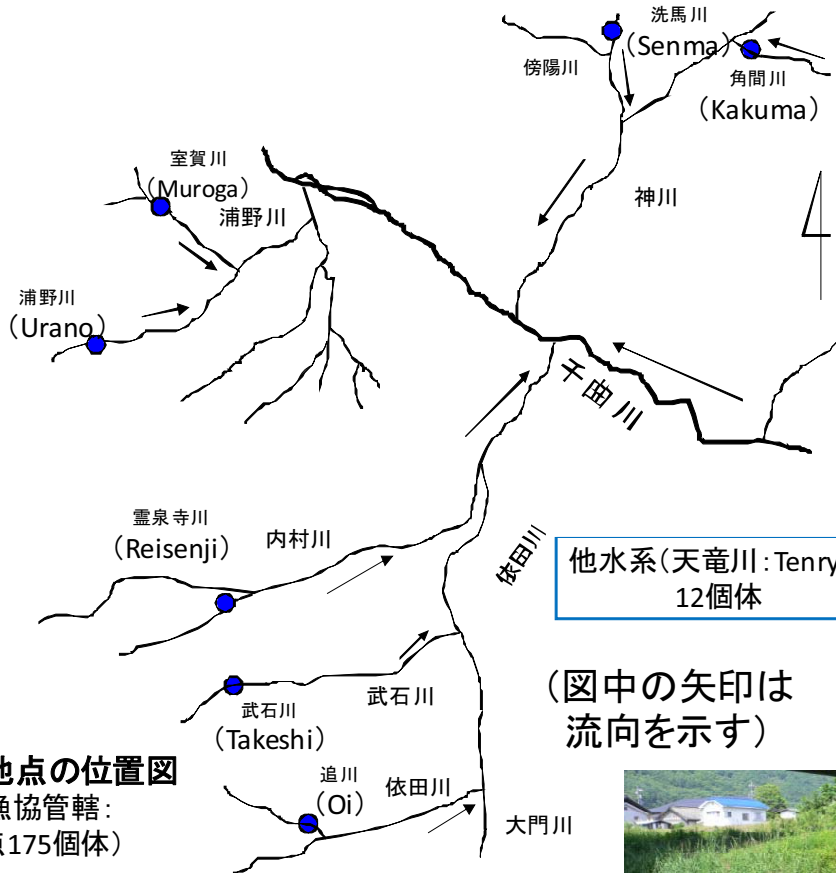 洗馬川
(Senma)
傍陽川
角間川
(Kakuma)
室賀川
(Muroga)
浦野川
神川
浦野川
(Urano)
千曲川
霊泉寺川
(Reisenji)
内村川
依田川
他水系(天竜川:Tenry
12個体
武石川
武石川
(Takeshi)
(図中の矢印は
流向を示す)
地点の位置図
漁協管轄:
175個体)
追川
(Oi)
依田川
大門川